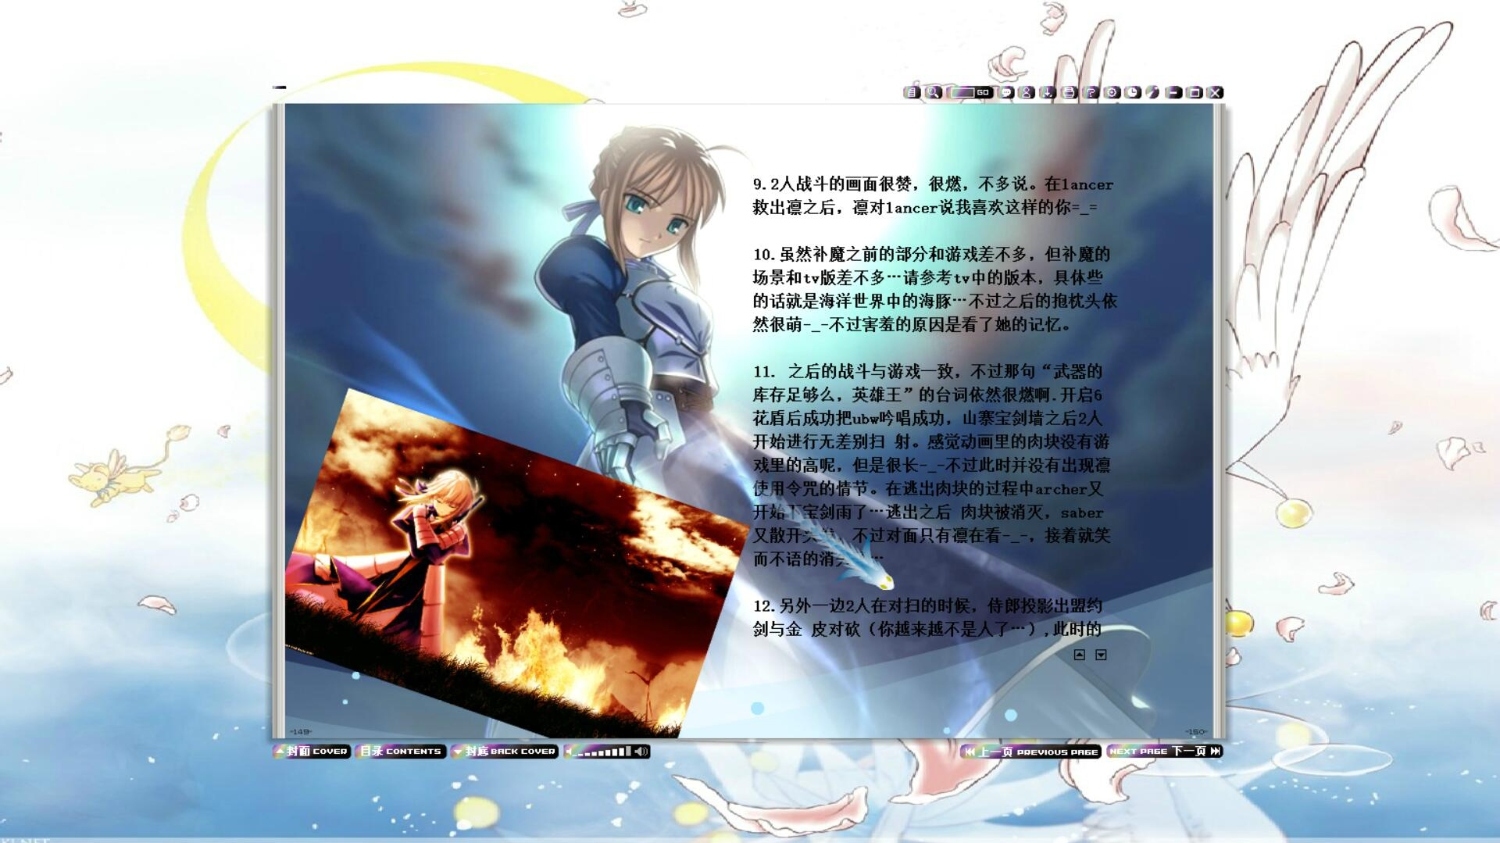 GO
9.2人战斗的画面很赞，很燃，不多说。在lancer
救出凛之后，凛对lancer说我喜欢这样的你=_=
10.虽然补魔之前的部分和游戏差不多，但补魔的
场景和tv版差不多…请参考tv中的版本，具体些
的话就是海洋世界中的海豚…不过之后的抱枕头依
然很萌-_-不过害羞的原因是看了她的记忆。
11. 之后的战斗与游戏一致，不过那句“武器的
库存足够么，英雄王”的台词依然很燃啊.开启6
花盾后成功把ubw吟唱成功，山寨宝剑墙之后2人
开始进行无差别扫 射。感觉动画里的肉块没有游
戏里的高呢，但是很长-_-不过此时并没有出现凛
使用令咒的情节。在逃出肉块的过程中archer又
开始下宝剑雨了…逃出之后 肉块被消灭，saber
又散开 不过对面只有凛在看-_-，接着就笑
而不语的消 …
12.另外一边2人在对扫的时候，侍郎投影出盟约
剑与金 皮对砍（你越来越不是人了…）,此时的
-149-
-150-
封面 COVER
目录 CONTENTS
封底 BACK COVER
上一页 PREVIOUS PAGE
NEXT PAGE 下一页